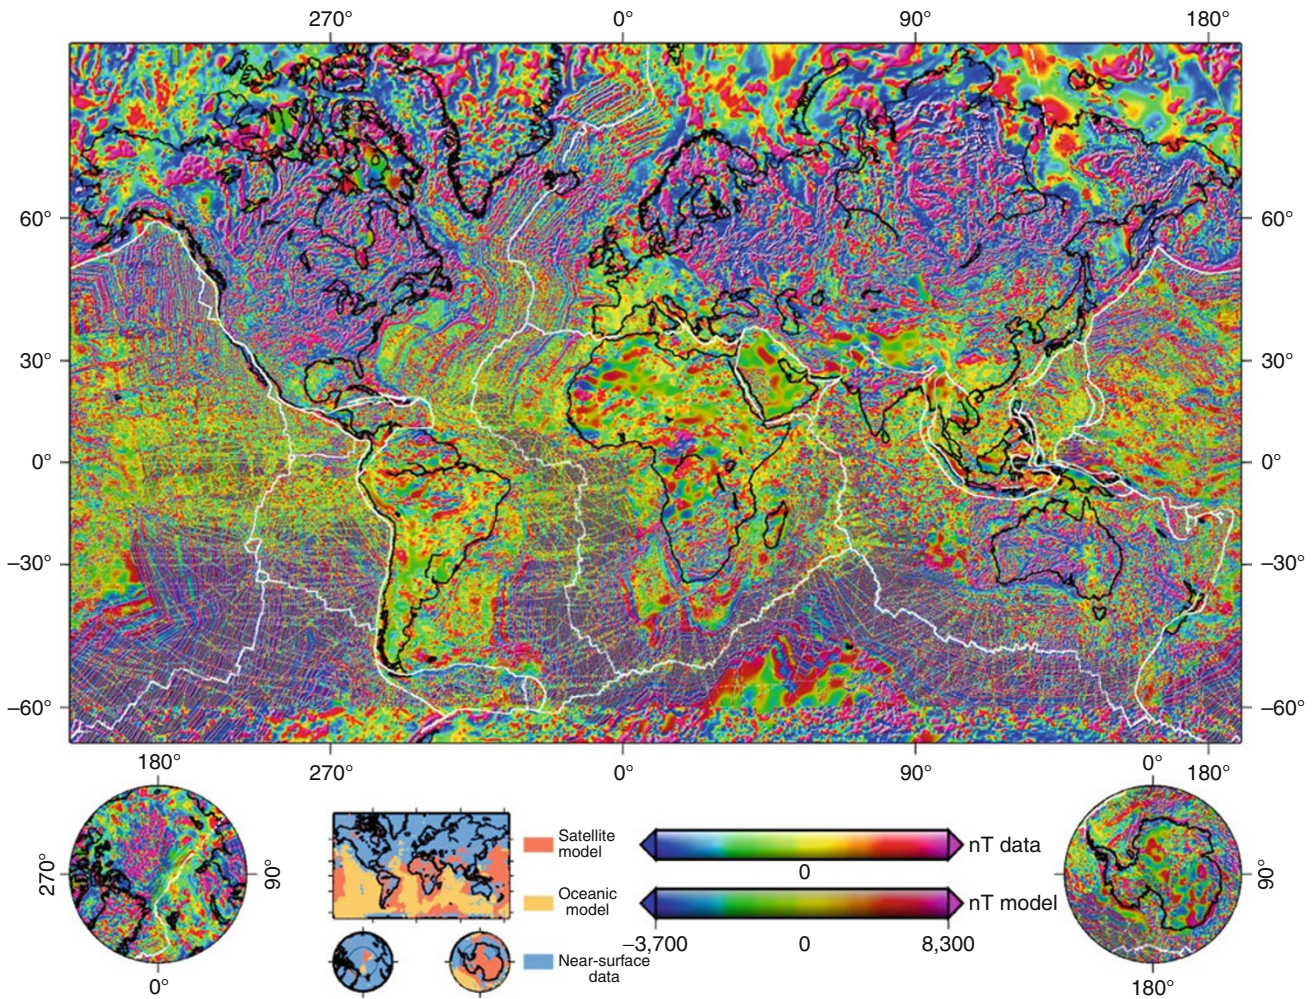 270° 0° 90° 180°
60° 60°
30° 30°
0° 0°
–30° –30°
–60° –60°
180° 270° 0° 90° 0° 180°
270° 90°
0°
Satellite
model
Oceanic
model
Near-surface
data
nT data
0
nT model
–3,700 0 8,300
90°
180°